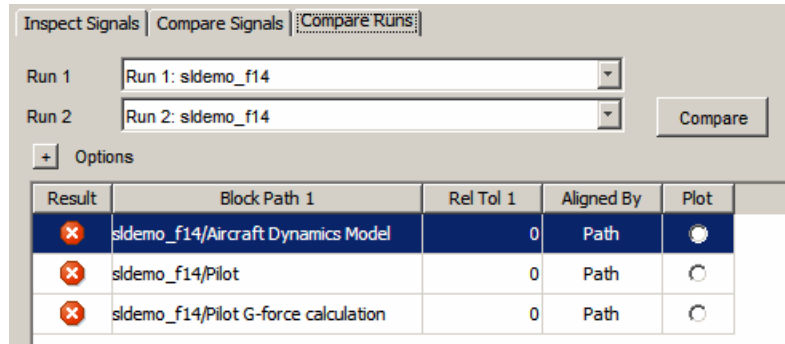 Inspect Signals Compare Signals Compare Runs
Run 1 Run 1: sldemo_f14
Run 2 Run 2: sldemo_f14 Compare
+ Options
Result Block Path 1 Rel Tol 1 Aligned By Plot
sldemo_f14/Aircraft Dynamics Model 0 Path
sldemo_f14/Pilot 0 Path
sldemo_f14/Pilot G-force calculation 0 Path